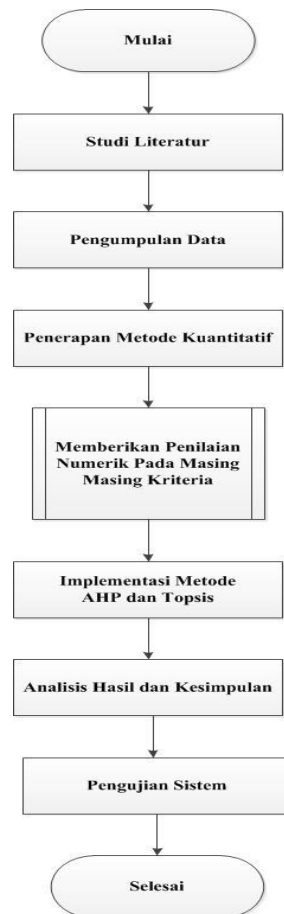 Mulai
Studi Literatur
Pengumpulan Data
Penerapan Metode Kuantitatif
Memberikan Penilaian
Numerik Pada Masing
Masing Kriteria
Implementasi Metode
AHP dan Topsis
Analisis Hasil dan Kesimpulan
Pengujian Sistem
Selesai